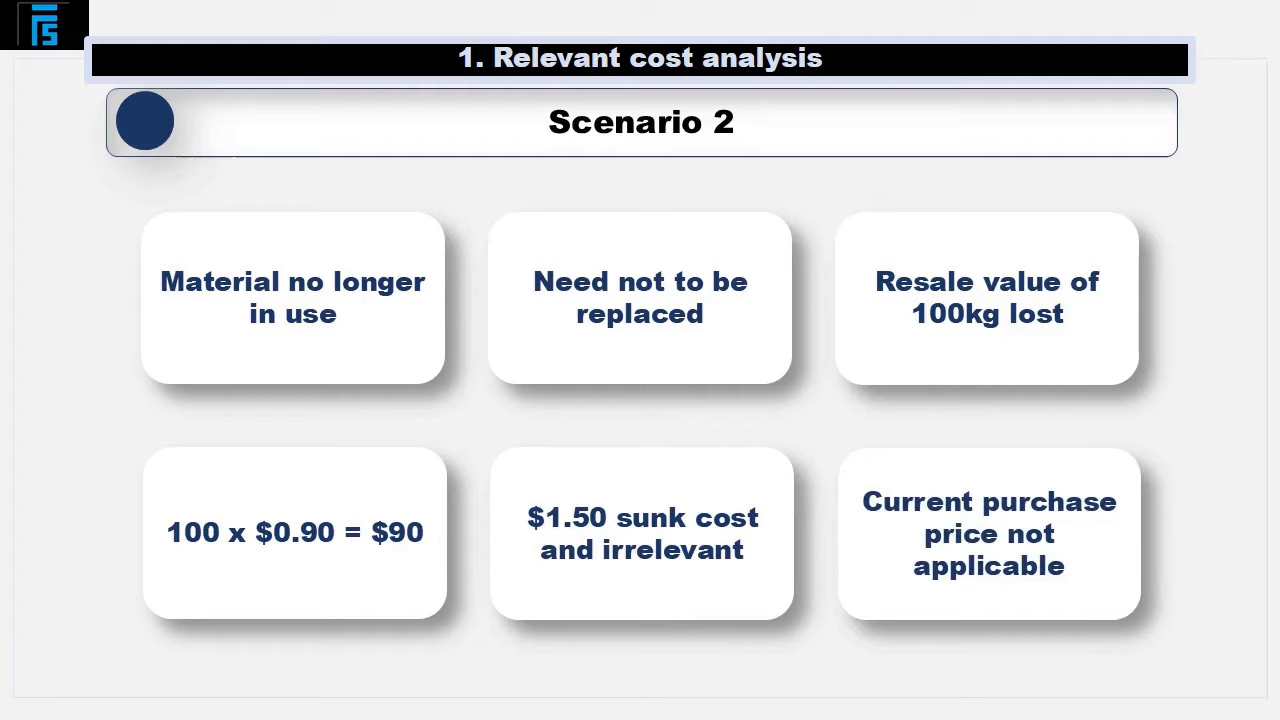 1. Relevant cost analysis
Scenario 2
Material no longer
in use
Need not to be
replaced
Resale value of
100kg lost
100 x $0.90 = $90
$1.50 sunk cost
and irrelevant
Current purchase
price not
applicable